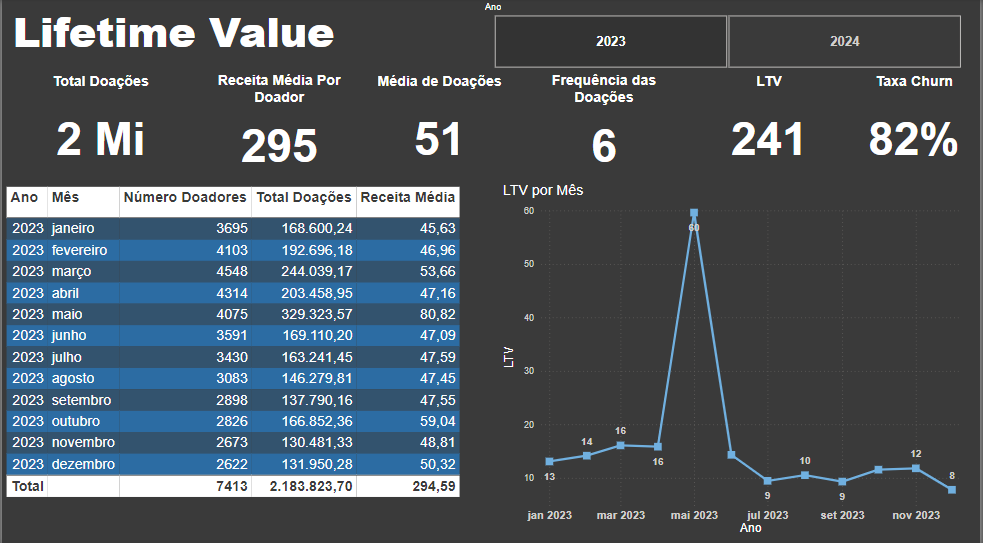 Ano
Lifetime Value
2023
2024
Total Doações
Receita Média Por
Doador
Média de Doações
Frequência das
Doações
LTV
Taxa Churn
2 Mi
295
51
6
241
82%
Ano Mês Número Doadores Total Doações Receita Média
2023 janeiro 3695 168.600,24 45,63
2023 fevereiro 4103 192.696,18 46,96
2023 março 4548 244.039,17 53,66
2023 abril 4314 203.458,95 47,16
2023 maio 4075 329.323,57 80,82
2023 junho 3591 169.110,20 47,09
2023 julho 3430 163.241,45 47,59
2023 agosto 3083 146.279,81 47,45
2023 setembro 2898 137.790,16 47,55
2023 outubro 2826 166.852,36 59,04
2023 novembro 2673 130.481,33 48,81
2023 dezembro 2622 131.950,28 50,32
Total 7413 2.183.823,70 294,59
LTV por Mês
60
50
40
30
20
10
LTV
13
14
16
16
60
9
10
9
12
8
jan 2023 mar 2023 mai 2023 jul 2023 set 2023 nov 2023
Ano